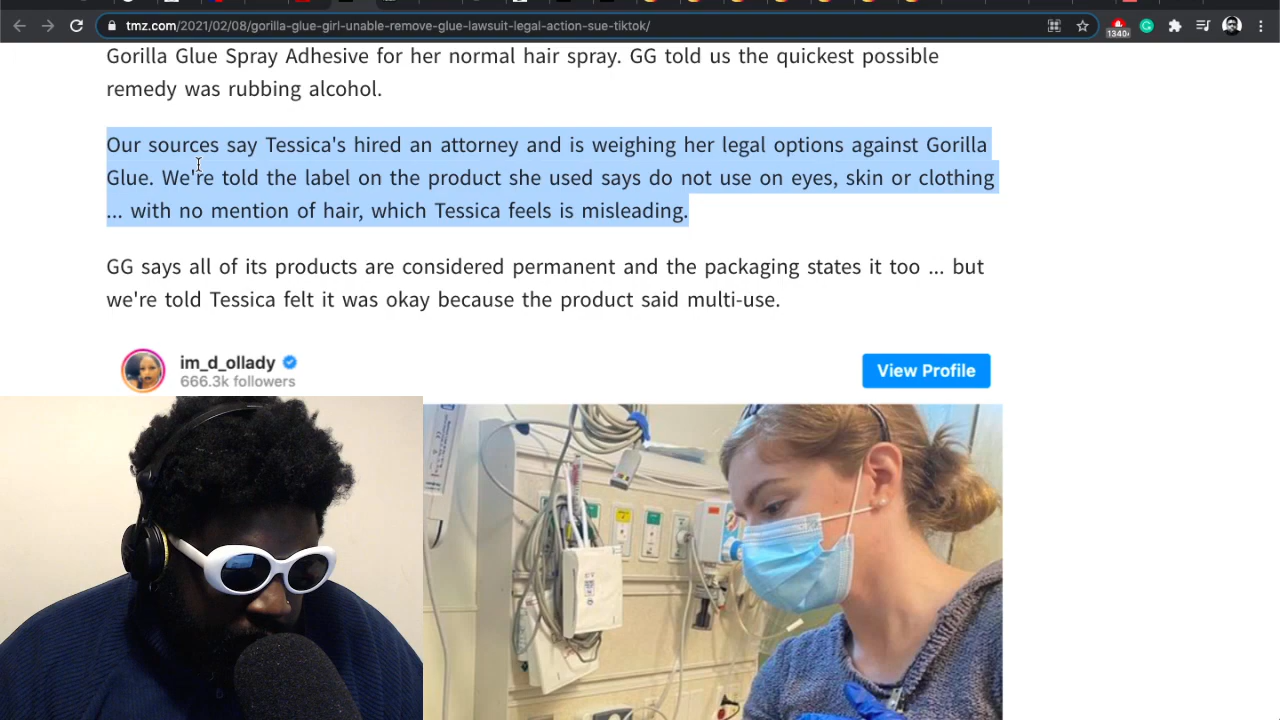 tmz.com/2021/02/08/gorilla-glue-girl-unable-remove-glue-lawsuit-legal-action-sue-tiktok/
1340
Gorilla Glue Spray Adhesive for her normal hair spray. GG told us the quickest possible
remedy was rubbing alcohol.
Our sources say Tessica's hired an attorney and is weighing her legal options against Gorilla
Glue. We're told the label on the product she used says do not use on eyes, skin or clothing
... with no mention of hair, which Tessica feels is misleading.
GG says all of its products are considered permanent and the packaging states it too ... but
we're told Tessica felt it was okay because the product said multi-use.
im_d_ollady
666.3k followers
View Profile